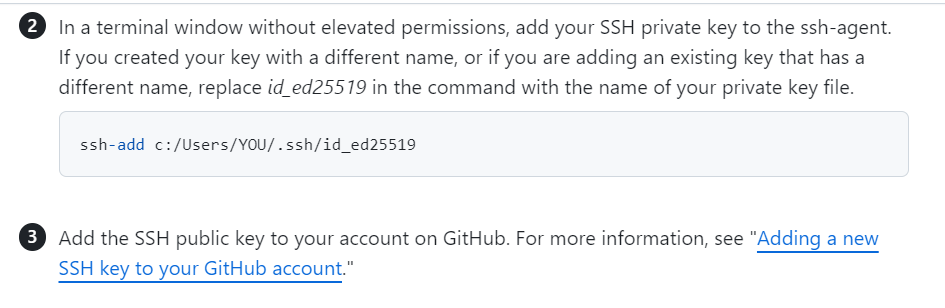 2 In a terminal window without elevated permissions, add your SSH private key to the ssh-agent.
If you created your key with a different name, or if you are adding an existing key that has a
different name, replace id_ed25519 in the command with the name of your private key file.
ssh-add c:/Users/YOU/.ssh/id_ed25519
3 Add the SSH public key to your account on GitHub. For more information, see "Adding a new
SSH key to your GitHub account."